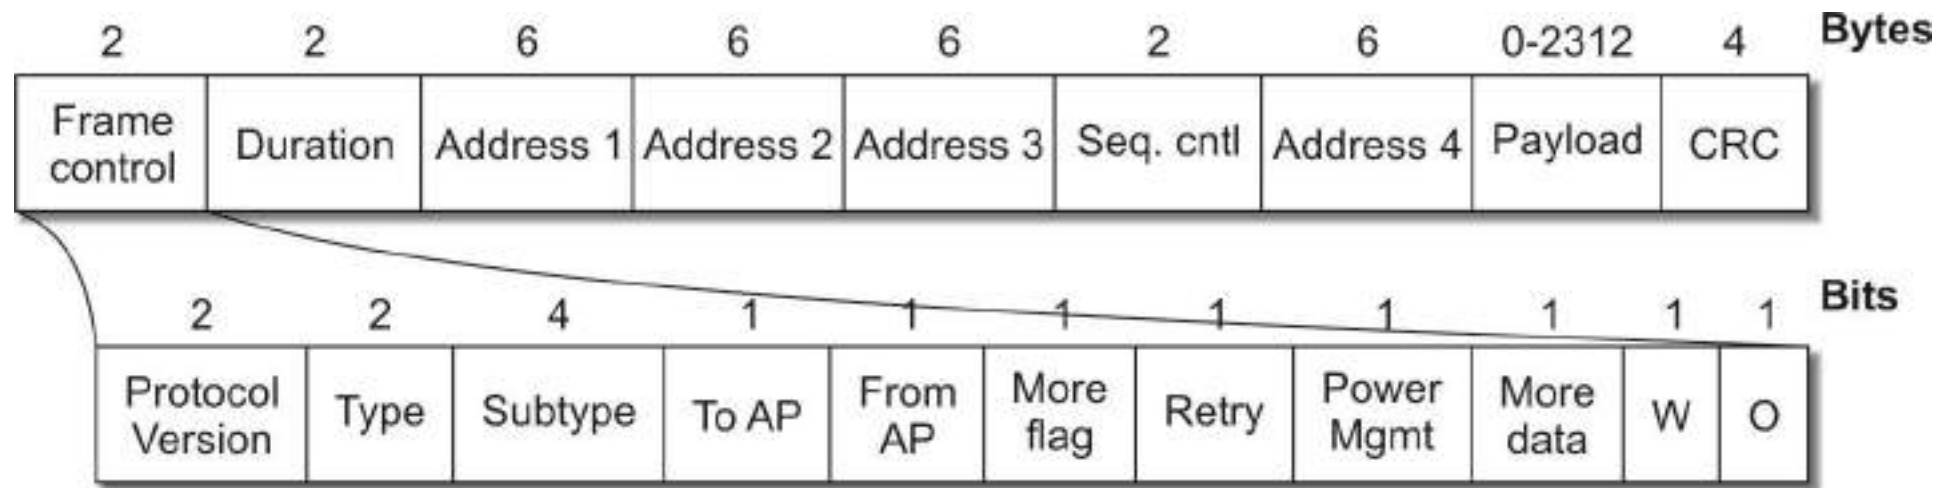 2 2 6 6 6 2 6 0-2312 4 Bytes
Frame control Duration Address 1 Address 2 Address 3 Seq. cntl Address 4 Payload CRC
2 2 4 1 1 1 1 1 1 1 1 Bits
Protocol Version Type Subtype To AP From AP More flag Retry Power Mgmt More data W O